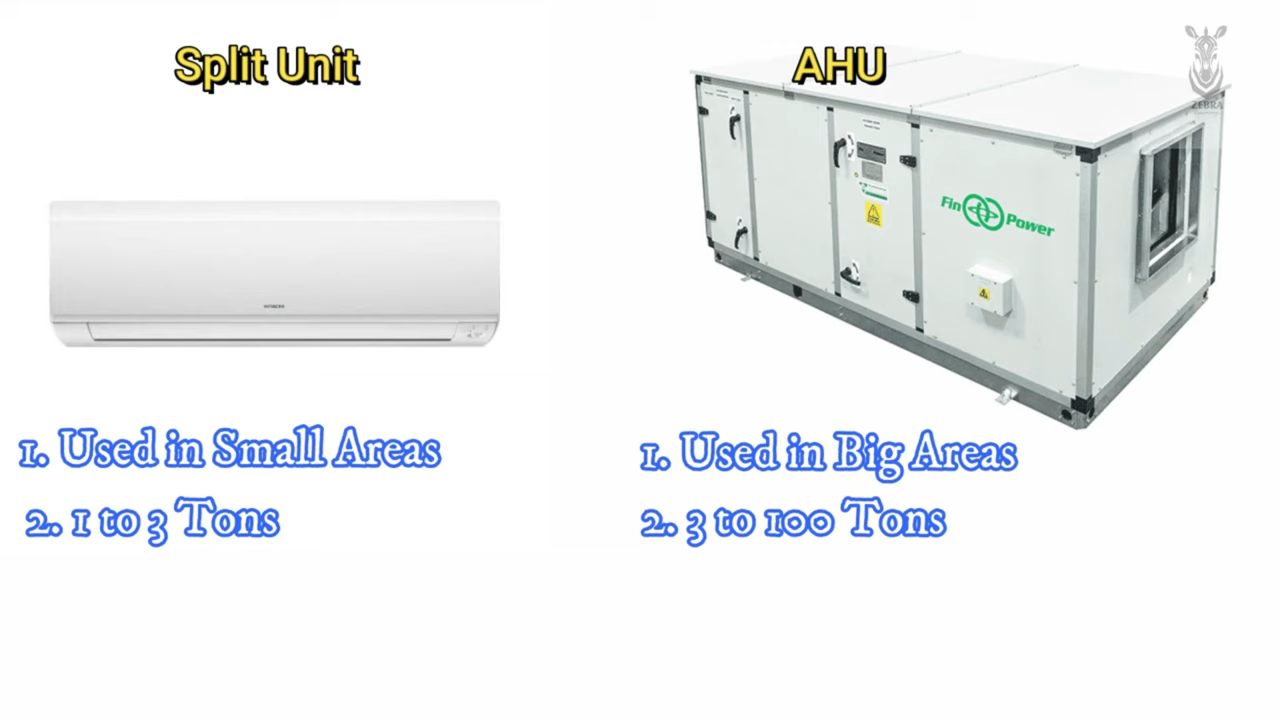 Split Unit
AHU
ZEBRA
Fin Power
HITACHI
1. Used in Small Areas
2. 1 to 3 Tons
1. Used in Big Areas
2. 3 to 100 Tons